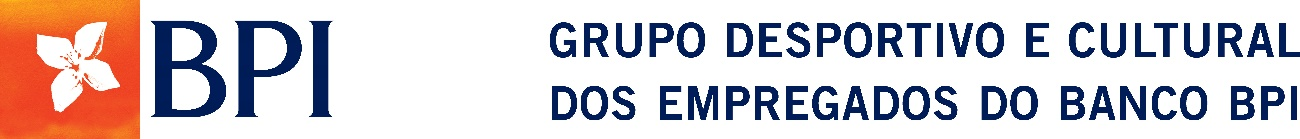 BPI
GRUPO DESPORTIVO E CULTURAL
DOS EMPREGADOS DO BANCO BPI